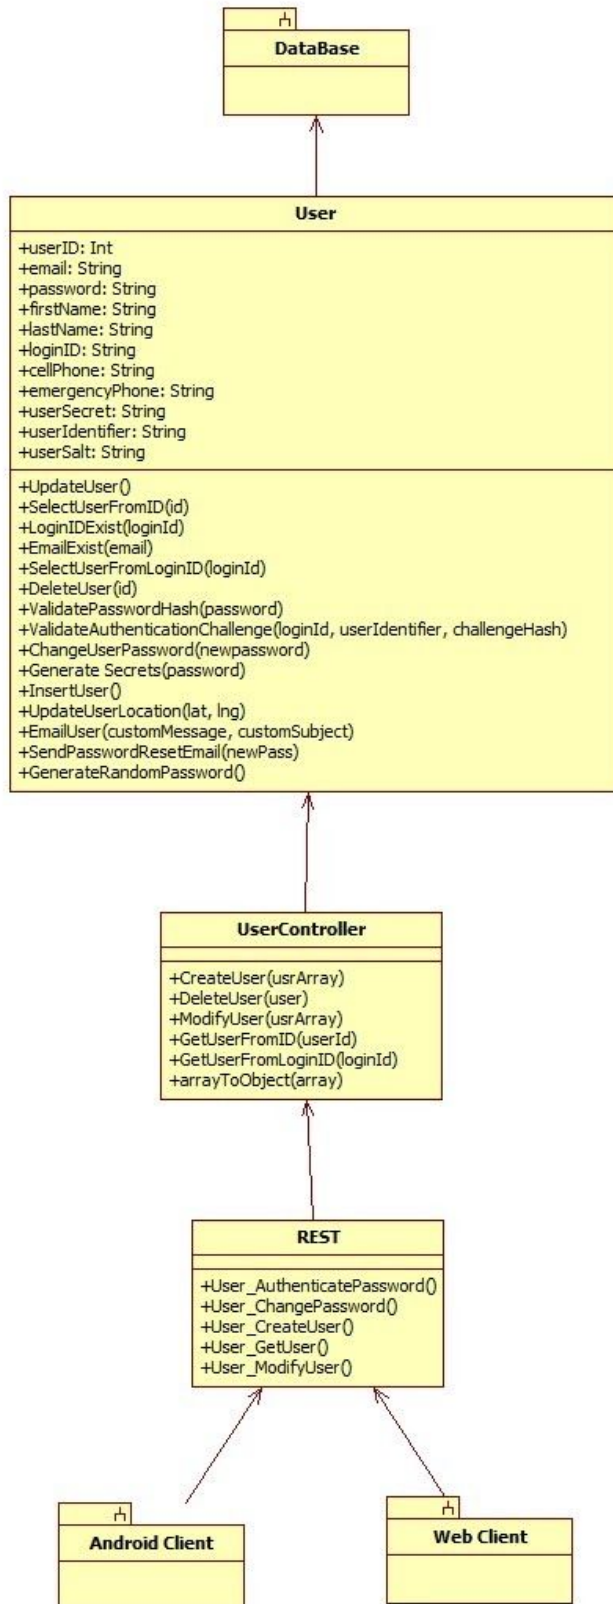 DataBase
User
+userID: Int
+email: String
+password: String
+firstName: String
+lastName: String
+loginID: String
+cellPhone: String
+emergencyPhone: String
+userSecret: String
+userIdentifier: String
+userSalt: String
+UpdateUser()
+SelectUserFromID(id)
+LoginIDExist(loginId)
+EmailExist(email)
+SelectUserFromLoginID(loginId)
+DeleteUser(id)
+ValidatePasswordHash(password)
+ValidateAuthenticationChallenge(loginId, userIdentifier, challengeHash)
+ChangeUserPassword(newpassword)
+Generate Secrets(password)
+InsertUser()
+UpdateUserLocation(lat, lng)
+EmailUser(customMessage, customSubject)
+SendPasswordResetEmail(newPass)
+GenerateRandomPassword()
UserController
+CreateUser(usrArray)
+DeleteUser(user)
+ModifyUser(usrArray)
+GetUserFromID(userId)
+GetUserFromLoginID(loginId)
+arrayToObject(array)
REST
+User_AuthenticatePassword()
+User_ChangePassword()
+User_CreateUser()
+User_GetUser()
+User_ModifyUser()
Android Client
Web Client